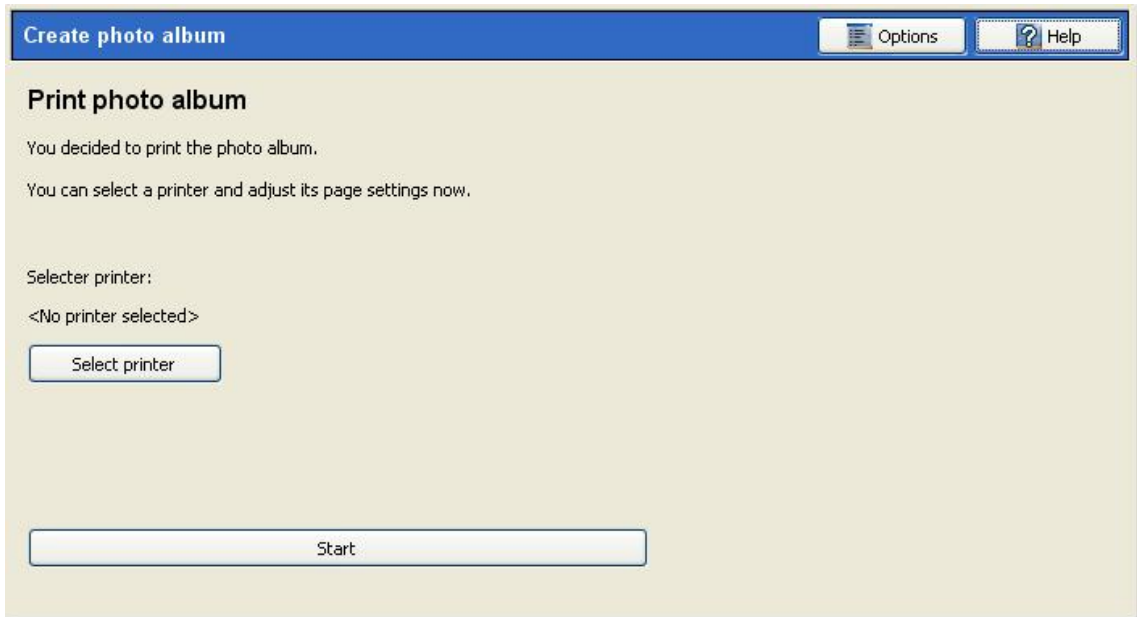 Create photo album
Options
Help
Print photo album
You decided to print the photo album.
You can select a printer and adjust its page settings now.
Selecter printer:
<No printer selected>
Select printer
Start